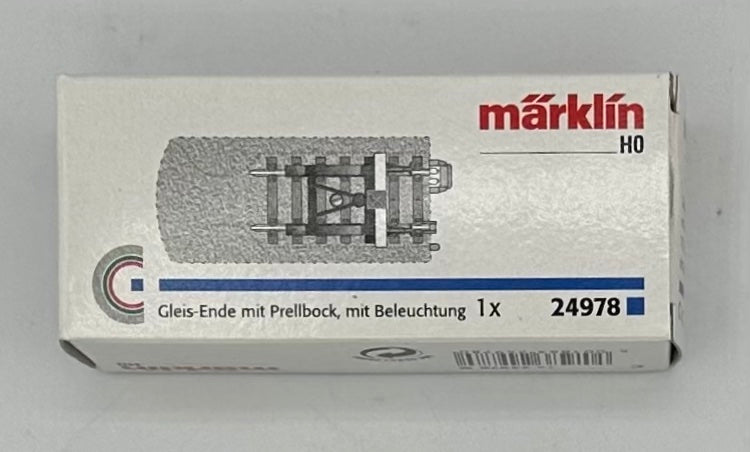 märklin
H0
Gleis-Ende mit Prellbock, mit Beleuchtung 1x 24978